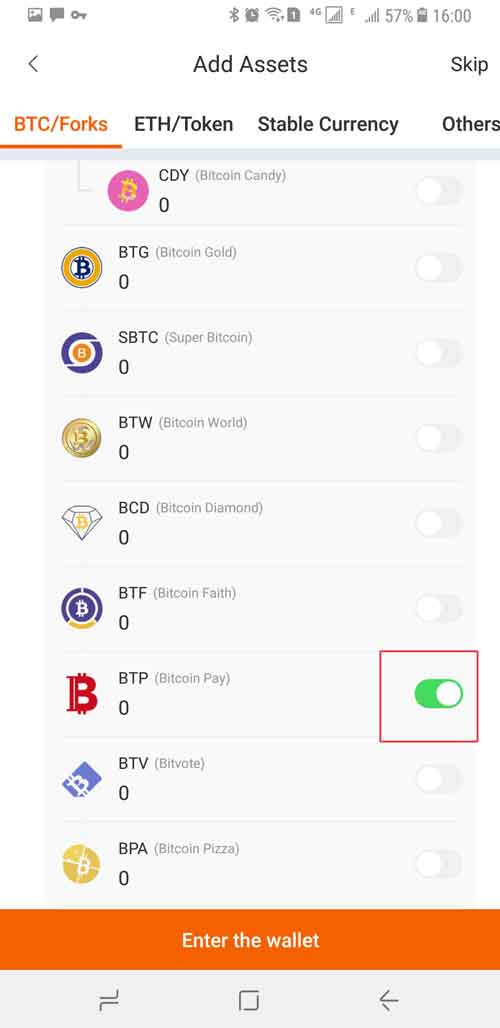 4G E 57% 16:00
Add Assets Skip
BTC/Forks ETH/Token Stable Currency Others
CDY (Bitcoin Candy)
0
BTG (Bitcoin Gold)
0
SBTC (Super Bitcoin)
0
BTW (Bitcoin World)
0
BCD (Bitcoin Diamond)
0
BTF (Bitcoin Faith)
0
BTP (Bitcoin Pay)
0
BTV (Bitvote)
0
BPA (Bitcoin Pizza)
0
Enter the wallet